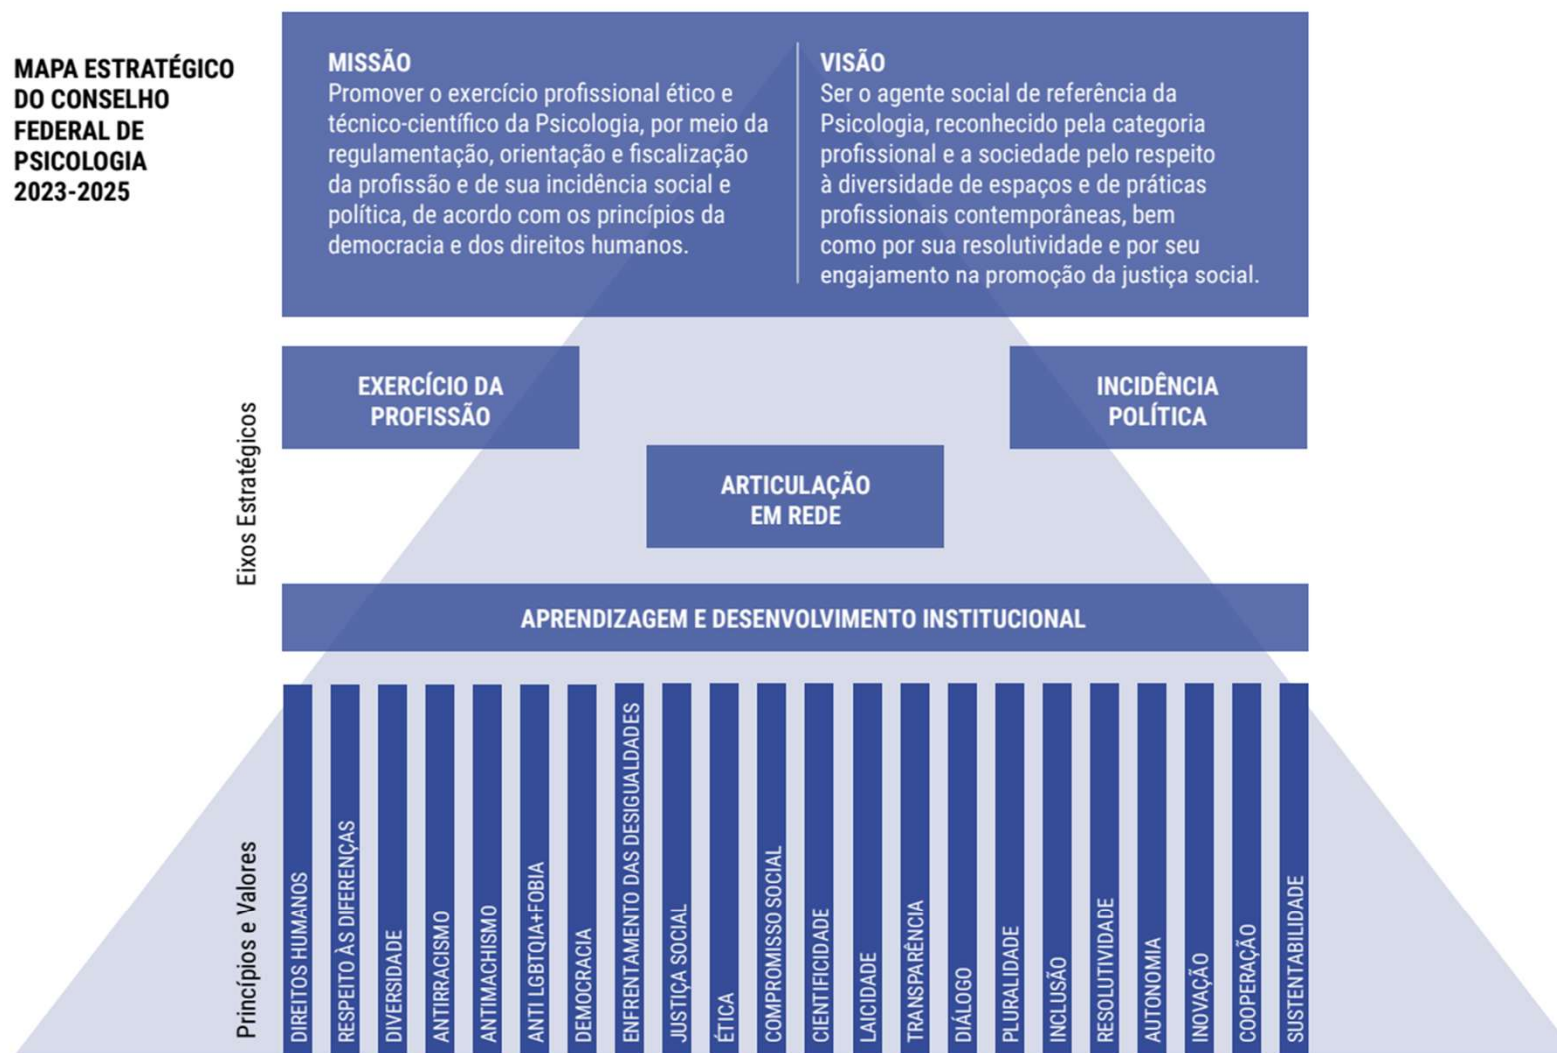 MAPA ESTRATÉGICO
DO CONSELHO
FEDERAL DE
PSICOLOGIA
2023-2025
MISSÃO
Promover o exercício profissional ético e
técnico-científico da Psicologia, por meio da
regulamentação, orientação e fiscalização
da profissão e de sua incidência social e
política, de acordo com os princípios da
democracia e dos direitos humanos.
VISÃO
Ser o agente social de referência da
Psicologia, reconhecido pela categoria
profissional e a sociedade pelo respeito
à diversidade de espaços e de práticas
profissionais contemporâneas, bem
como por sua resolutividade e por seu
engajamento na promoção da justiça social.
Eixos Estratégicos
EXERCÍCIO DA
PROFISSÃO
INCIDÊNCIA
POLÍTICA
ARTICULAÇÃO
EM REDE
APRENDIZAGEM E DESENVOLVIMENTO INSTITUCIONAL
Princípios e Valores
DIREITOS HUMANOS
RESPEITO ÀS DIFERENÇAS
DIVERSIDADE
ANTIRRACISMO
ANTIMACHISMO
ANTI LGBTQIA+FOBIA
DEMOCRACIA
ENFRENTAMENTO DAS DESIGUALDADES
JUSTIÇA SOCIAL
ÉTICA
COMPROMISSO SOCIAL
CIENTIFICIDADE
LAICIDADE
TRANSPARÊNCIA
DIÁLOGO
PLURALIDADE
INCLUSÃO
RESOLUTIVIDADE
AUTONOMIA
INOVAÇÃO
COOPERAÇÃO
SUSTENTABILIDADE